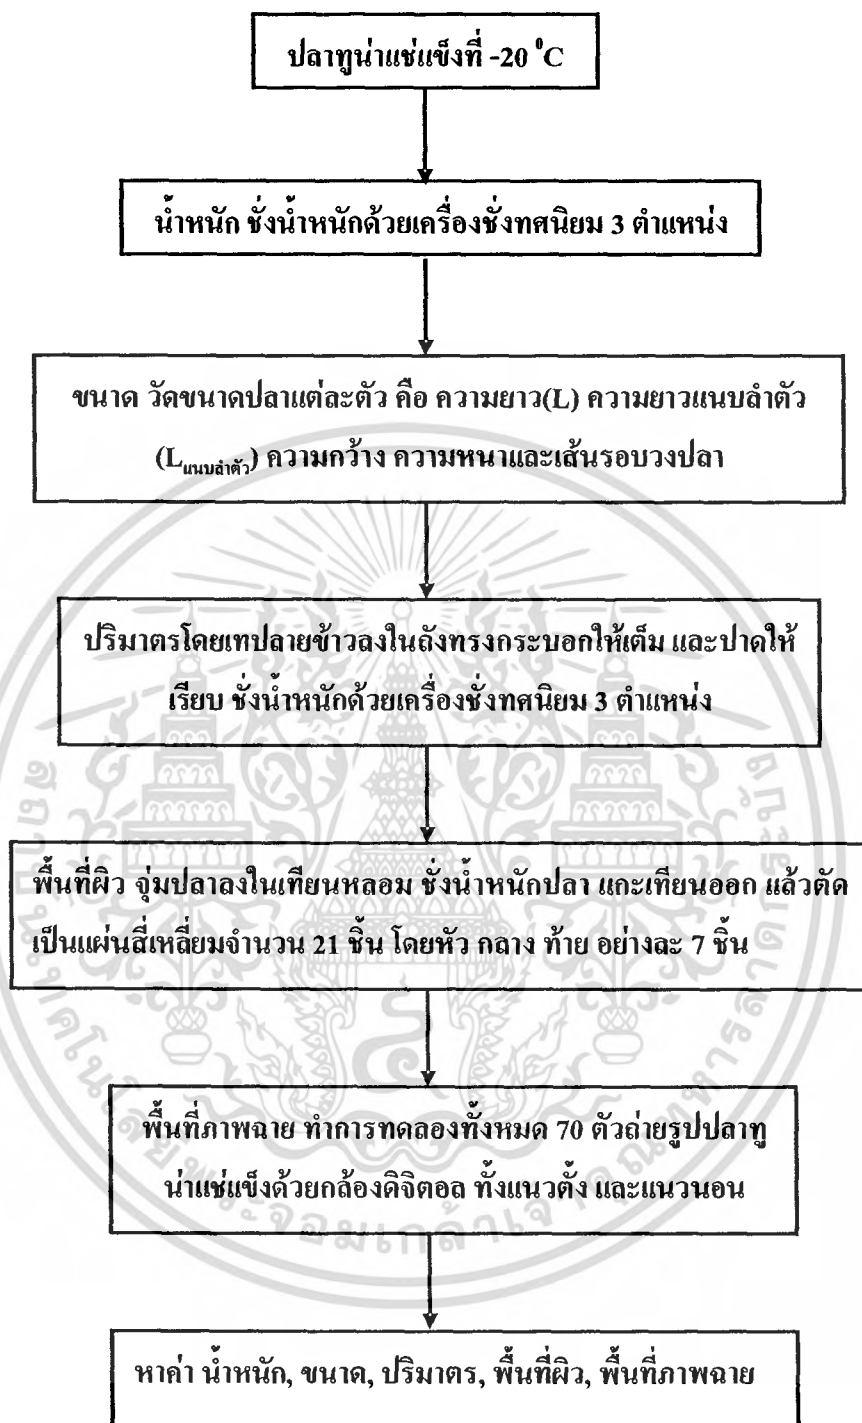 ปลาทูน่าแช่แข็งที่ -20 ⁰C
น้ำหนัก ชั่งน้ำหนักด้วยเครื่องชั่งทศนิยม 3 ตำแหน่ง
ขนาด วัดขนาดปลาแต่ละตัว คือ ความยาว(L) ความยาวแนบลำตัว
(Lแนบลำตัว) ความกว้าง ความหนาและเส้นรอบวงปลา
ปริมาตรโดยเทปลายข้าวลงในถังทรงกระบอกให้เต็ม และปาดให้
เรียบ ชั่งน้ำหนักด้วยเครื่องชั่งทศนิยม 3 ตำแหน่ง
พื้นที่ผิว จุ่มปลาลงในเทียนหลอม ชั่งน้ำหนักปลา แกะเทียนออก แล้วตัด
เป็นแผ่นสี่เหลี่ยมจำนวน 21 ชิ้น โดยหัว กลาง ท้าย อย่างละ 7 ชิ้น
พื้นที่ภาพฉาย ทำการทดลองทั้งหมด 70 ตัวถ่ายรูปปลาทู
น่าแช่แข็งด้วยกล้องดิจิตอล ทั้งแนวตั้ง และแนวนอน
หาค่า น้ำหนัก, ขนาด, ปริมาตร, พื้นที่ผิว, พื้นที่ภาพฉาย